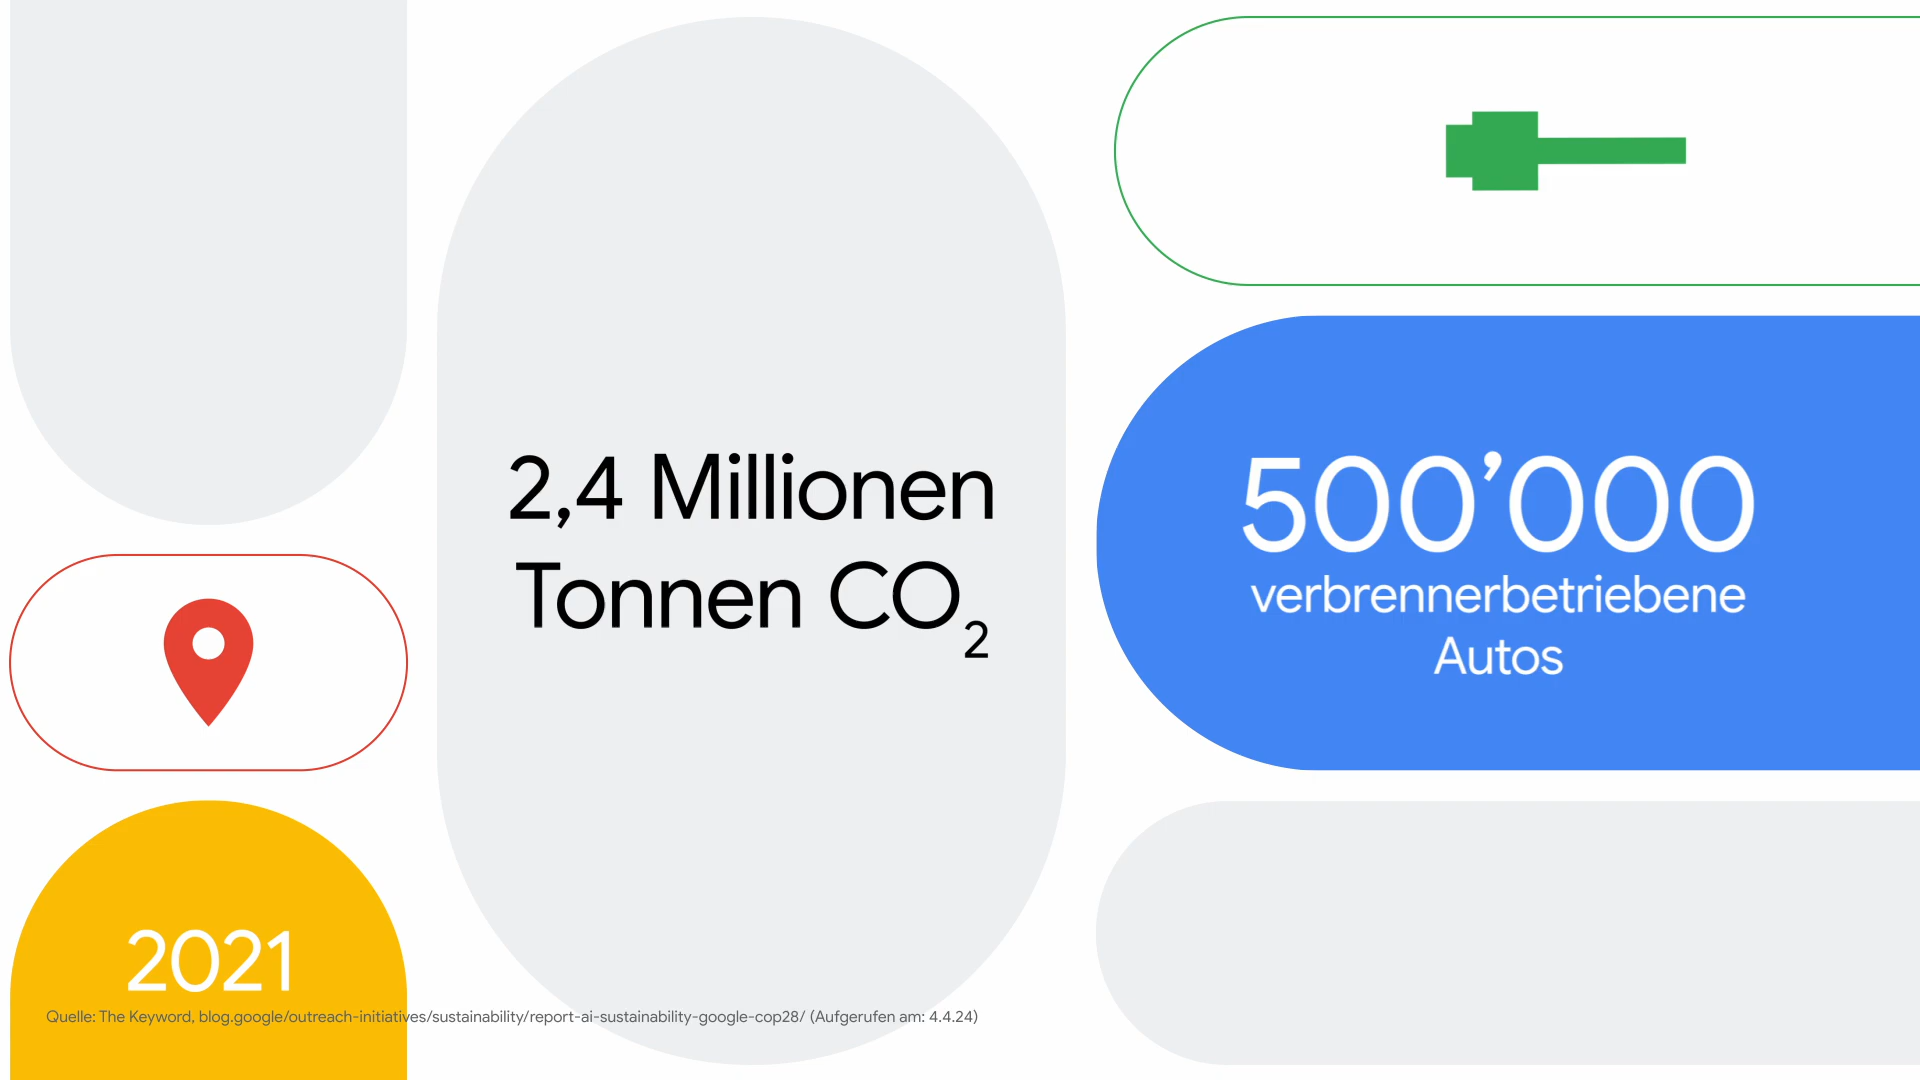 2,4 Millionen
Tonnen CO₂
500’000
verbrennerbetriebene
Autos
2021
Quelle: The Keyword, blog.google/outreach-initiatives/sustainability/report-ai-sustainability-google-cop28/ (Aufgerufen am: 4.4.24)